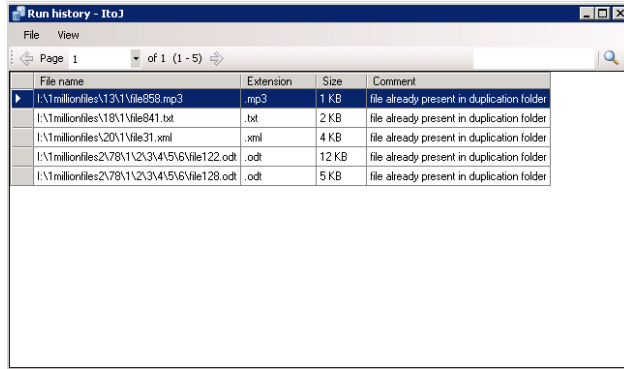 Run history - ItoJ
File View
Page 1 of 1 (1 - 5)
File name Extension Size Comment
I:\1millionfiles\13\1\file858.mp3 .mp3 1 KB file already present in duplication folder
I:\1millionfiles\18\1\file841.txt .txt 2 KB file already present in duplication folder
I:\1millionfiles\20\1\file31.xml .xml 4 KB file already present in duplication folder
I:\1millionfiles2\78\1\2\3\4\5\6\file122.odt .odt 12 KB file already present in duplication folder
I:\1millionfiles2\78\1\2\3\4\5\6\file128.odt .odt 5 KB file already present in duplication folder